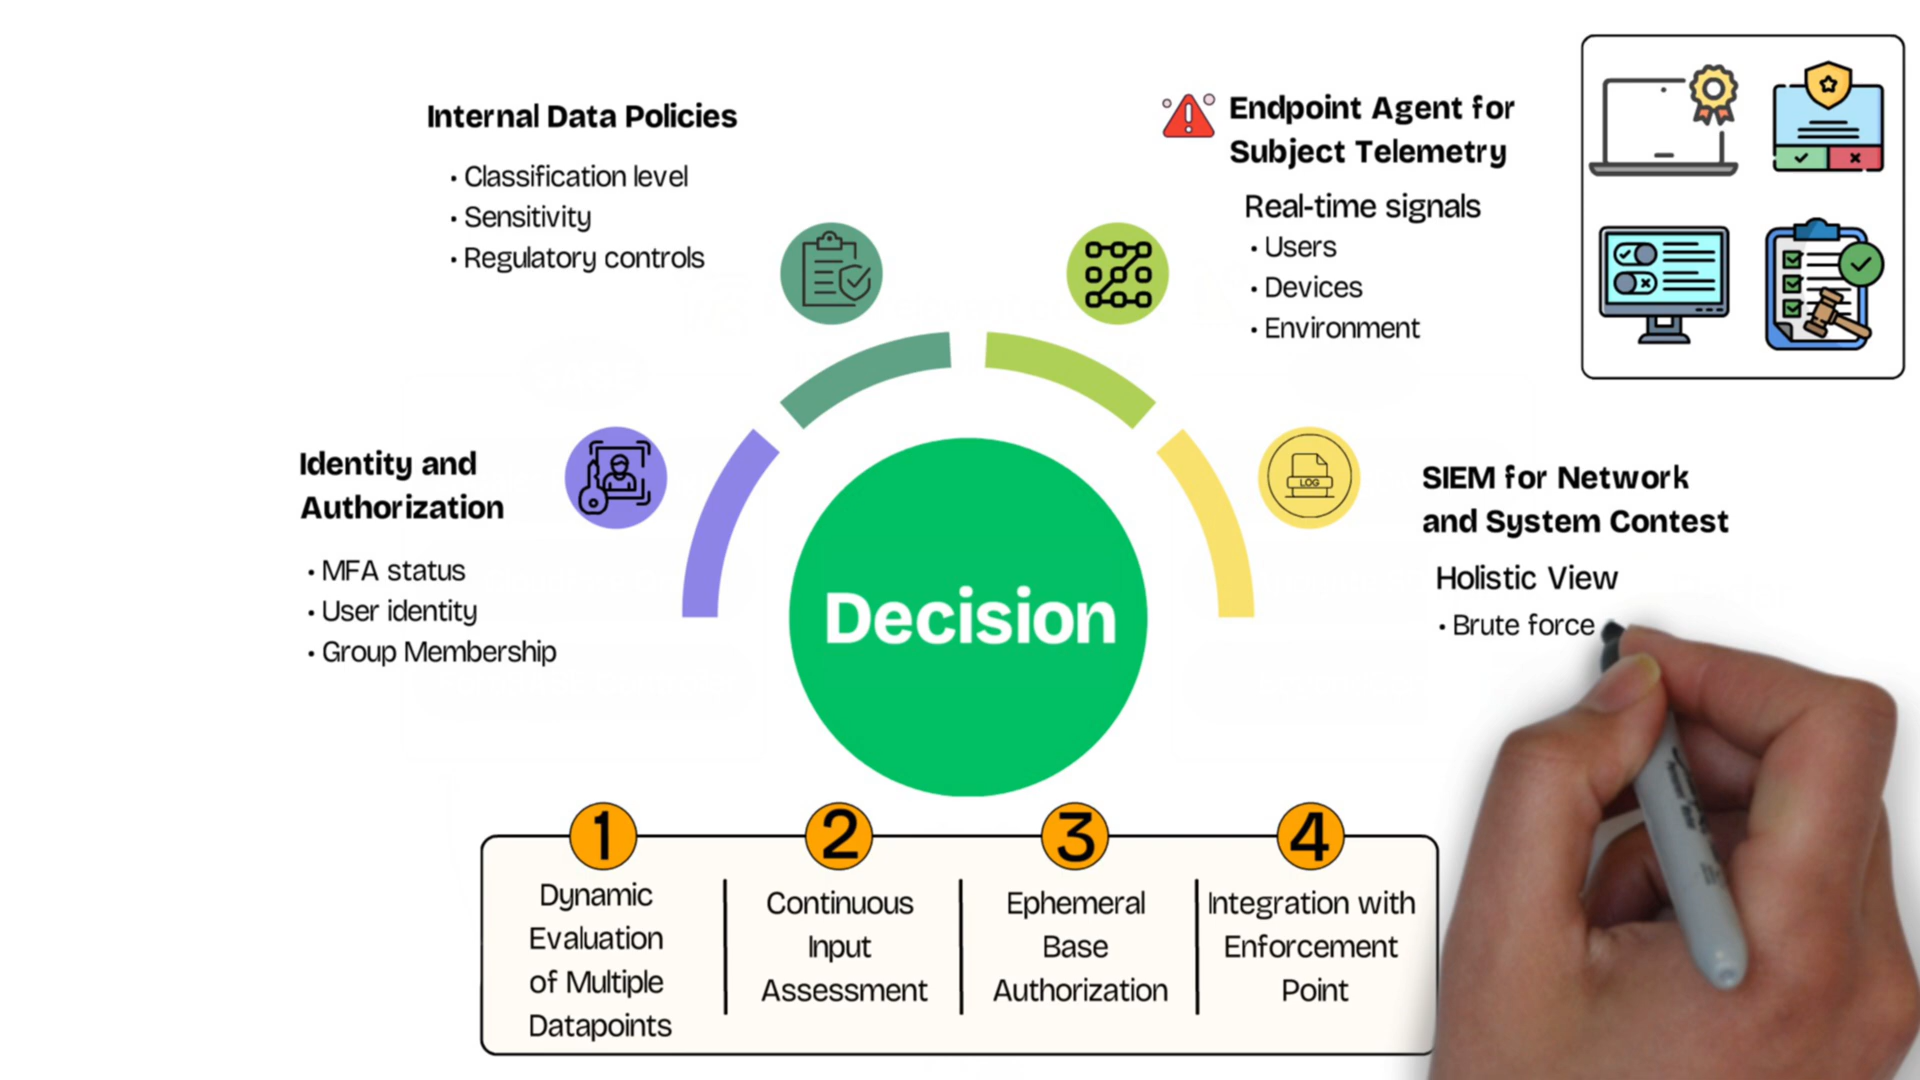 Internal Data Policies
• Classification level
• Sensitivity
• Regulatory controls
Endpoint Agent for
Subject Telemetry
Real-time signals
• Users
• Devices
• Environment
Identity and
Authorization
• MFA status
• User identity
• Group Membership
LOG
SIEM for Network
and System Contest
Holistic View
• Brute force
Decision
1
Dynamic
Evaluation
of Multiple
Datapoints
2
Continuous
Input
Assessment
3
Ephemeral
Base
Authorization
4
Integration with
Enforcement
Point